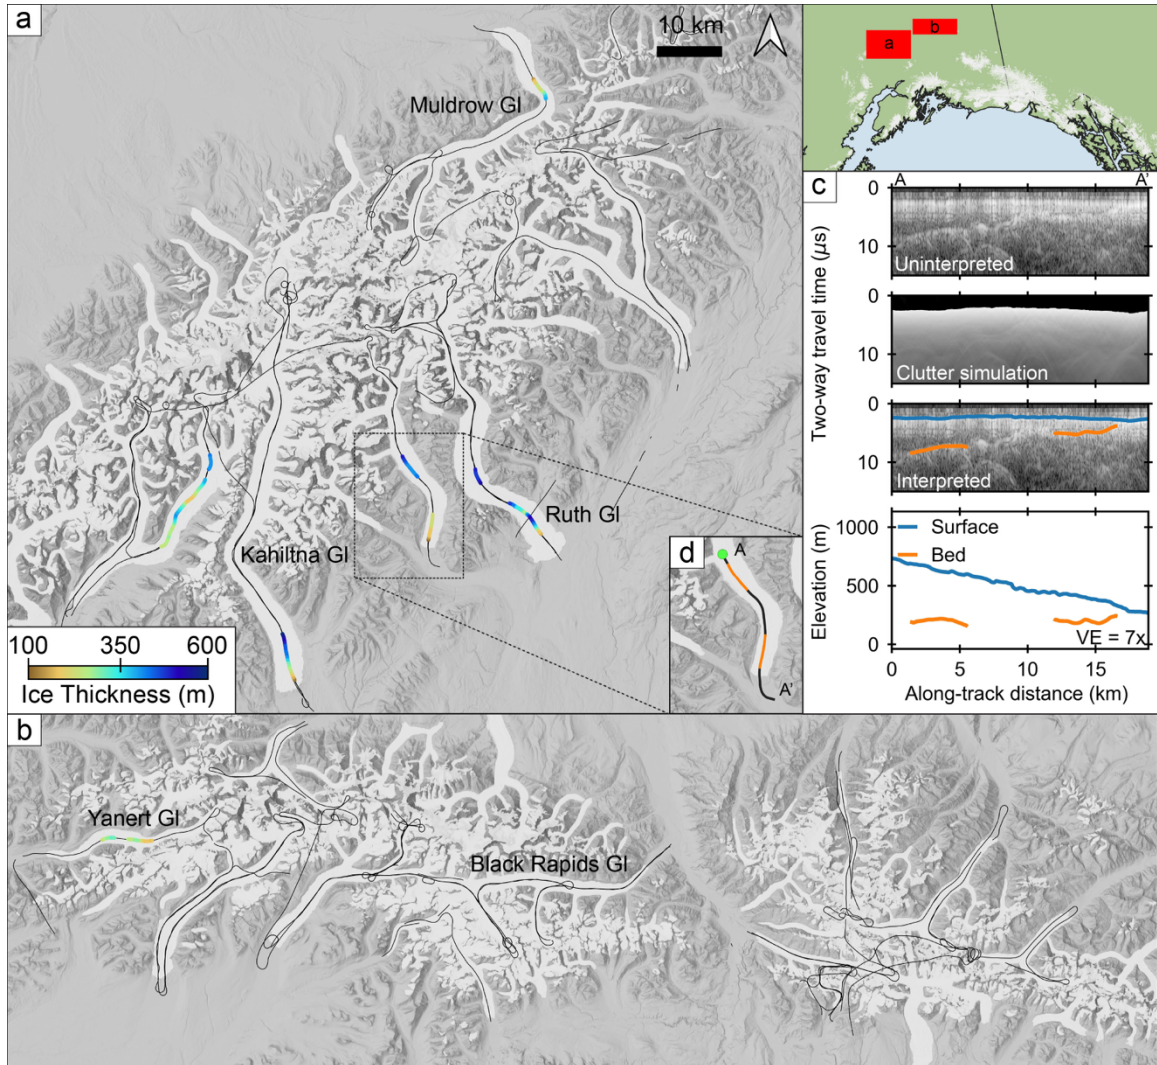 a
10 km
Muldrow Gl
Ruth Gl
Kahiltna Gl
100 350 600
Ice Thickness (m)
d
A
A'
a
b
c
A A'
0
10
Uninterpreted
0
10
Clutter simulation
0
10
Interpreted
Two-way travel time (μs)
1000
500
0
Elevation (m)
Surface
Bed
VE = 7x
0 5 10 15
Along-track distance (km)
b
Yanert Gl
Black Rapids Gl